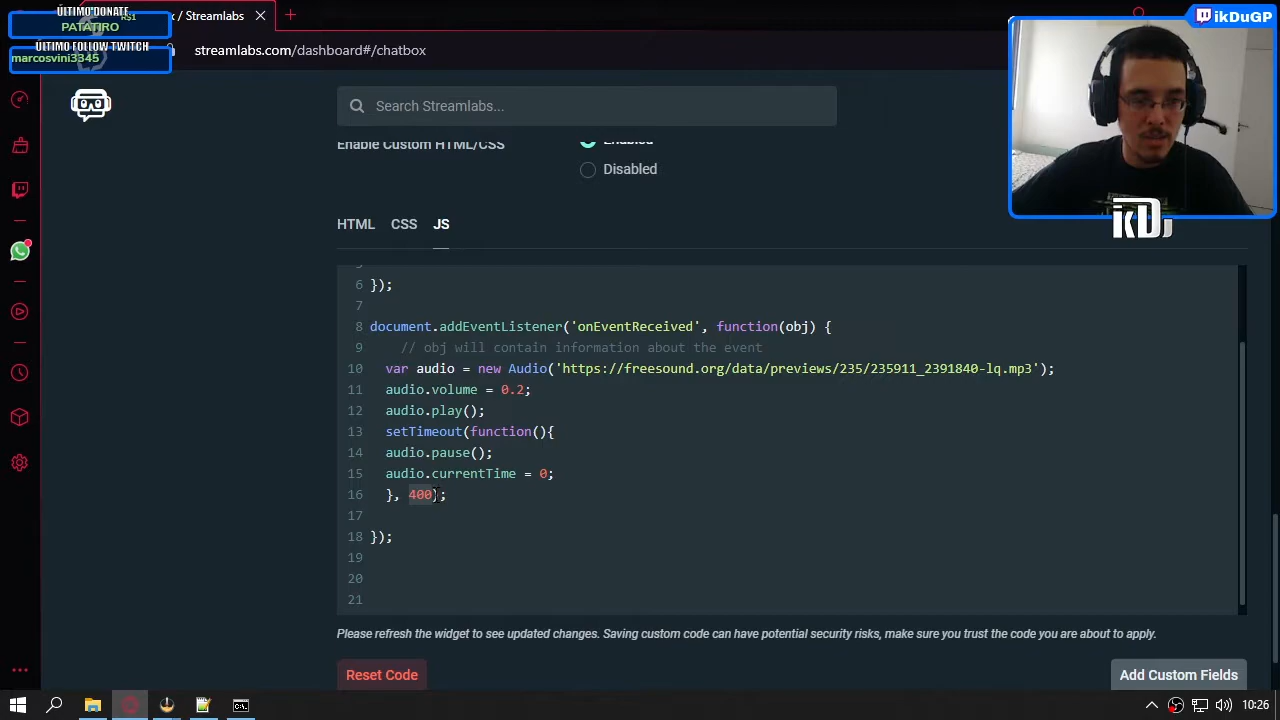 ÚLTIMO DONATE
R$1
PATATIRO
ÚLTIMO FOLLOW TWITCH
marcosvini3345
x / Streamlabs
streamlabs.com/dashboard#/chatbox
ikDuGP
Search Streamlabs...
Enable Custom HTML/CSS
Enabled
Disabled
HTML CSS JS
6 });
7
8 document.addEventListener('onEventReceived', function(obj) {
9 // obj will contain information about the event
10 var audio = new Audio('https://freesound.org/data/previews/235/235911_2391840-lq.mp3');
11 audio.volume = 0.2;
12 audio.play();
13 setTimeout(function(){
14 audio.pause();
15 audio.currentTime = 0;
16 }, 400);
17
18 });
19
20
21
Please refresh the widget to see updated changes. Saving custom code can have potential security risks, make sure you trust the code you are about to apply.
Reset Code
Add Custom Fields
10:26